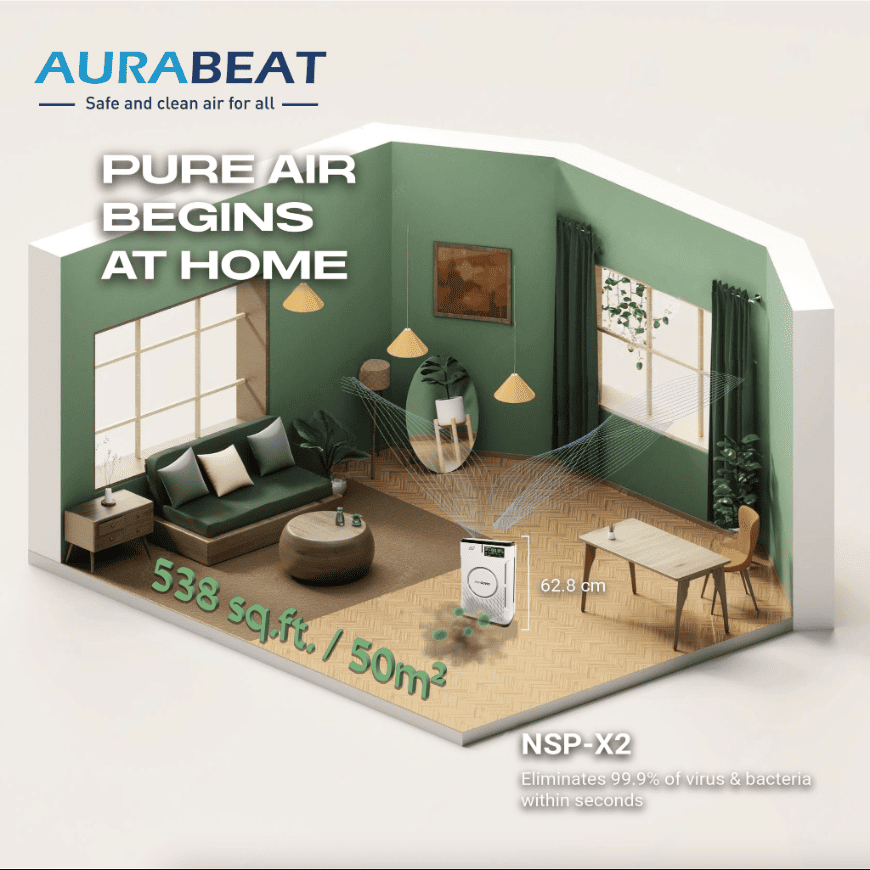 AURABEAT
Safe and clean air for all
PURE AIR
BEGINS
AT HOME
538 sq.ft. / 50m²
62.8 cm
NSP-X2
Eliminates 99,9% of virus & bacteria
within seconds